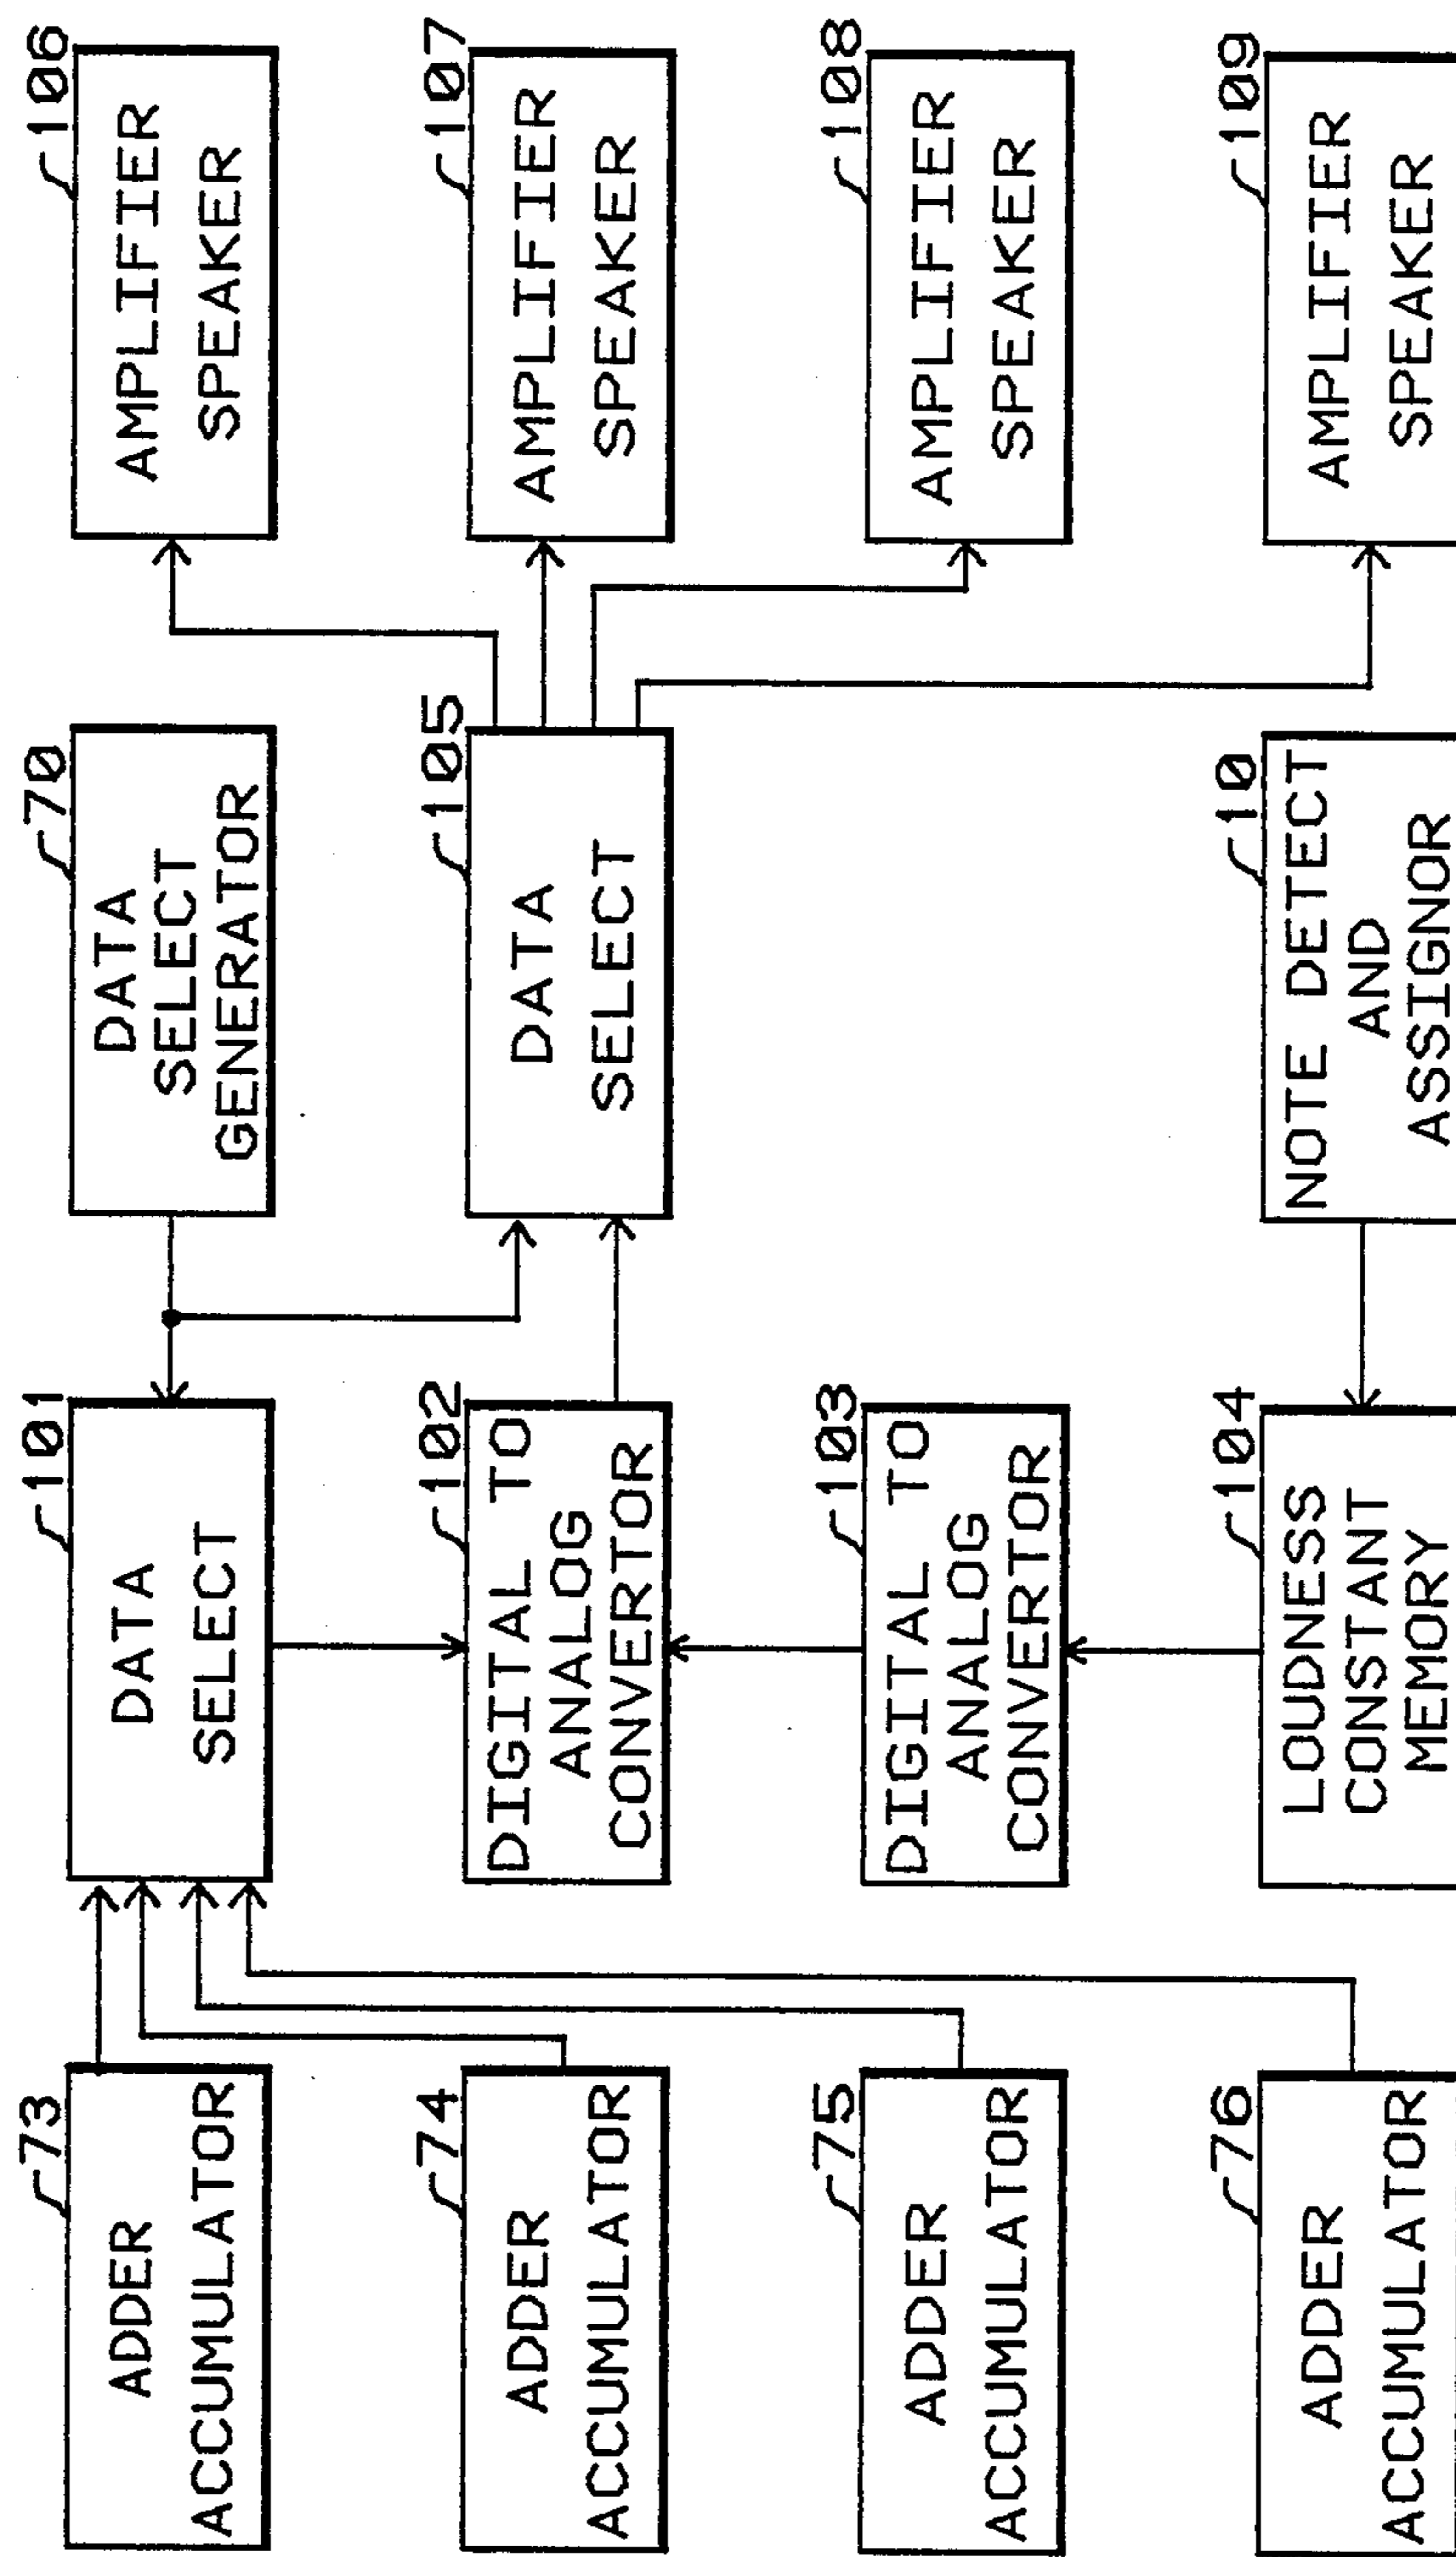 73
ADDER
ACCUMULATOR
101
DATA
SELECT
70
DATA
SELECT
GENERATOR
106
AMPLIFIER
SPEAKER
74
ADDER
ACCUMULATOR
102
DIGITAL TO
ANALOG
CONVERTOR
105
DATA
SELECT
107
AMPLIFIER
SPEAKER
75
ADDER
ACCUMULATOR
103
DIGITAL TO
ANALOG
CONVERTOR
108
AMPLIFIER
SPEAKER
76
ADDER
ACCUMULATOR
104
LOUDNESS
CONSTANT
MEMORY
10
NOTE DETECT
AND
ASSIGNOR
109
AMPLIFIER
SPEAKER